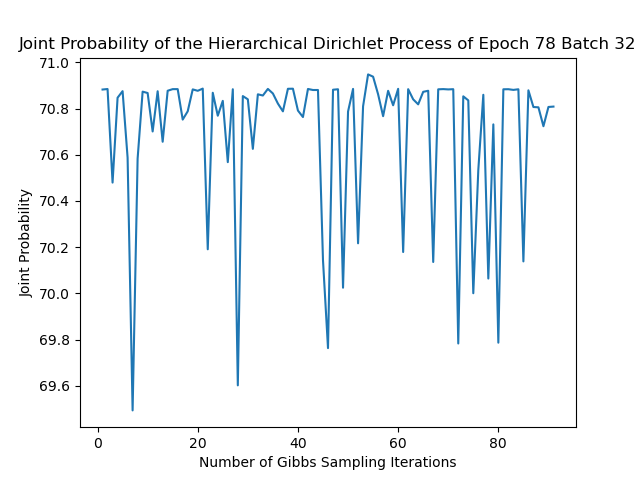 Joint Probability of the Hierarchical Dirichlet Process of Epoch 78 Batch 32
71.0
70.8
70.6
70.4
70.2
70.0
69.8
69.6
Joint Probability
0 20 40 60 80
Number of Gibbs Sampling Iterations